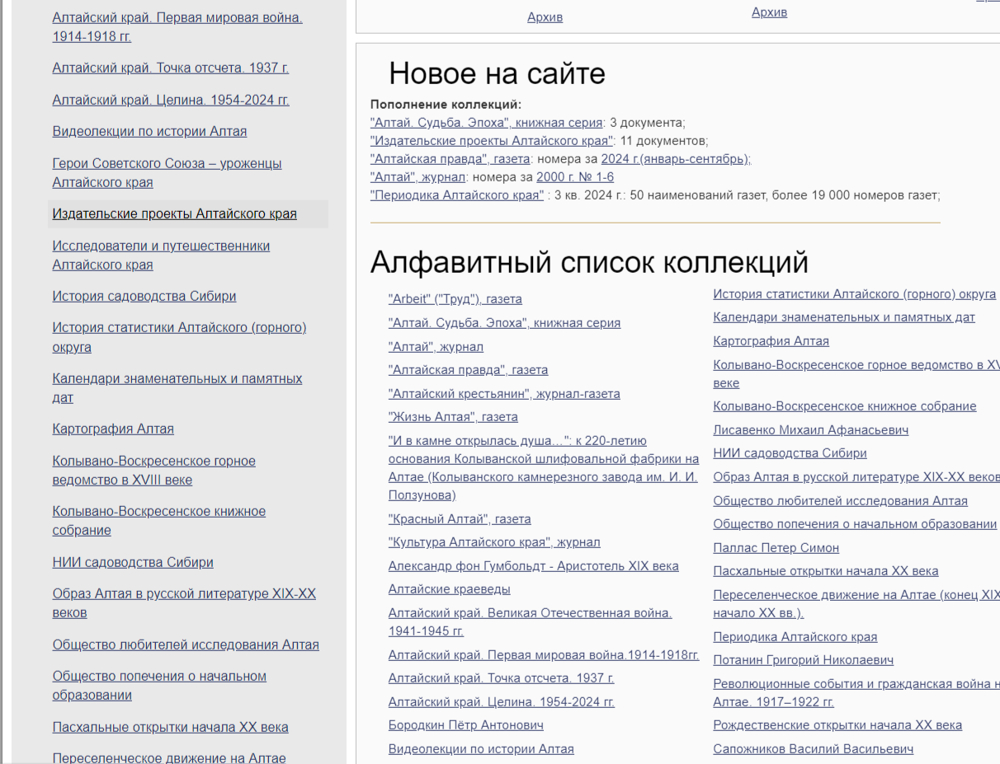 Алтайский край. Первая мировая война.
1914-1918 гг.
Алтайский край. Точка отсчета. 1937 г.
Алтайский край. Целина. 1954-2024 гг.
Видеолекции по истории Алтая
Герои Советского Союза – уроженцы
Алтайского края
Издательские проекты Алтайского края
Исследователи и путешественники
Алтайского края
История садоводства Сибири
История статистики Алтайского (горного)
округа
Календари знаменательных и памятных
дат
Картография Алтая
Колывано-Воскресенское горное
ведомство в XVIII веке
Колывано-Воскресенское книжное
собрание
НИИ садоводства Сибири
Образ Алтая в русской литературе XIX-XX
веков
Общество любителей исследования Алтая
Общество попечения о начальном
образовании
Пасхальные открытки начала XX века
Переселенческое движение на Алтае
Архив
Архив
Новое на сайте
Пополнение коллекций:
"Алтай. Судьба. Эпоха", книжная серия: 3 документа;
"Издательские проекты Алтайского края": 11 документов;
"Алтайская правда", газета: номера за 2024 г.(январь-сентябрь);
"Алтай", журнал: номера за 2000 г. № 1-6
"Периодика Алтайского края" : 3 кв. 2024 г.: 50 наименований газет, более 19 000 номеров газет;
Алфавитный список коллекций
"Arbeit" ("Труд"), газета
"Алтай. Судьба. Эпоха", книжная серия
"Алтай", журнал
"Алтайская правда", газета
"Алтайский крестьянин", журнал-газета
"Жизнь Алтая", газета
"И в камне открылась душа…": к 220-летию
основания Колыванской шлифовальной фабрики на
Алтае (Колыванского камнерезного завода им. И. И.
Ползунова)
"Красный Алтай", газета
"Культура Алтайского края", журнал
Александр фон Гумбольдт - Аристотель XIX века
Алтайские краеведы
Алтайский край. Великая Отечественная война.
1941-1945 гг.
Алтайский край. Первая мировая война.1914-1918гг.
Алтайский край. Точка отсчета. 1937 г.
Алтайский край. Целина. 1954-2024 гг.
Бородкин Пётр Антонович
Видеолекции по истории Алтая
История статистики Алтайского (горного) округа
Календари знаменательных и памятных дат
Картография Алтая
Колывано-Воскресенское горное ведомство в XV
веке
Колывано-Воскресенское книжное собрание
Лисавенко Михаил Афанасьевич
НИИ садоводства Сибири
Образ Алтая в русской литературе XIX-XX веков
Общество любителей исследования Алтая
Общество попечения о начальном образовании
Паллас Петер Симон
Пасхальные открытки начала XX века
Переселенческое движение на Алтае (конец XIX
начало XX вв.).
Периодика Алтайского края
Потанин Григорий Николаевич
Революционные события и гражданская война н
Алтае. 1917–1922 гг.
Рождественские открытки начала XX века
Сапожников Василий Васильевич